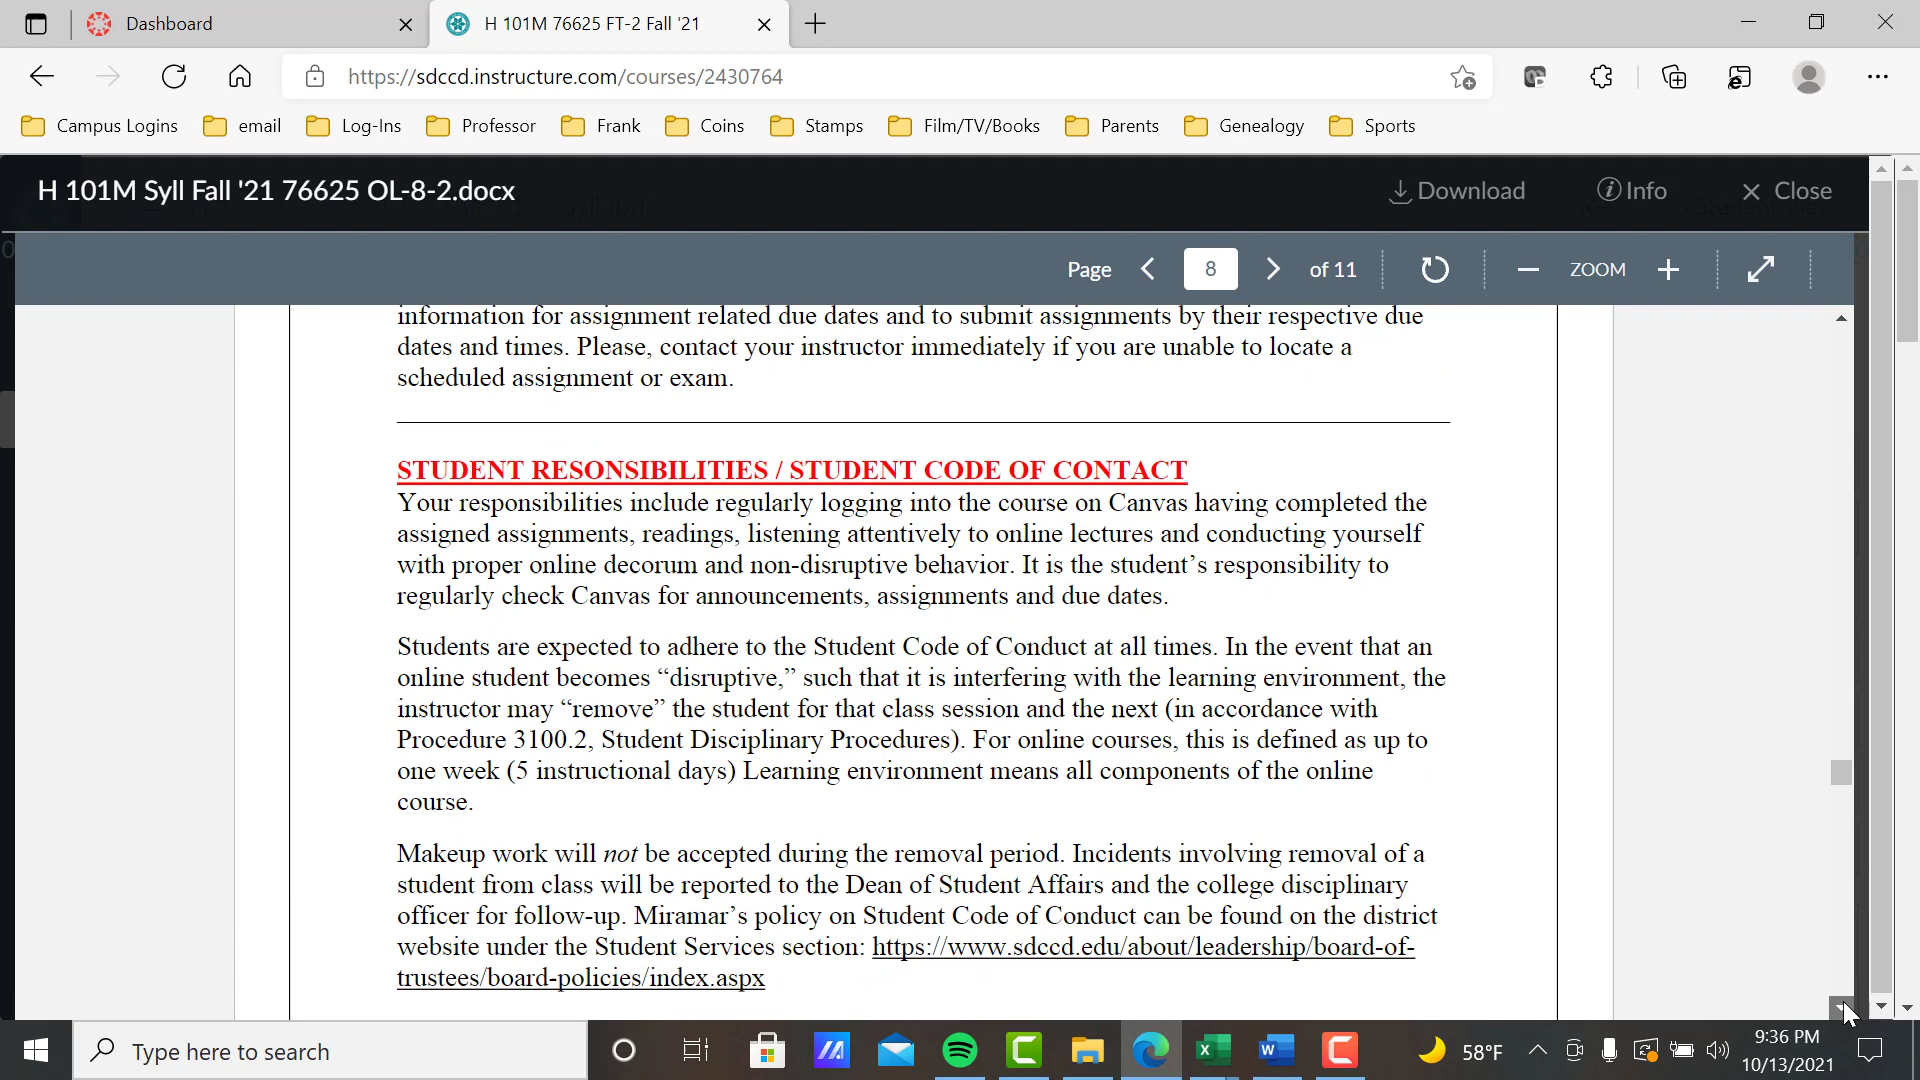 Dashboard
H 101M 76625 FT-2 Fall '21
https://sdccd.instructure.com/courses/2430764
Campus Logins email Log-Ins Professor Frank Coins Stamps Film/TV/Books Parents Genealogy Sports
H 101M Syll Fall '21 76625 OL-8-2.docx Download Info Close
Page 8 of 11 ZOOM
information for assignment related due dates and to submit assignments by their respective due
dates and times. Please, contact your instructor immediately if you are unable to locate a
scheduled assignment or exam.
STUDENT RESONSIBILITIES / STUDENT CODE OF CONTACT
Your responsibilities include regularly logging into the course on Canvas having completed the
assigned assignments, readings, listening attentively to online lectures and conducting yourself
with proper online decorum and non-disruptive behavior. It is the student’s responsibility to
regularly check Canvas for announcements, assignments and due dates.
Students are expected to adhere to the Student Code of Conduct at all times. In the event that an
online student becomes “disruptive,” such that it is interfering with the learning environment, the
instructor may “remove” the student for that class session and the next (in accordance with
Procedure 3100.2, Student Disciplinary Procedures). For online courses, this is defined as up to
one week (5 instructional days) Learning environment means all components of the online
course.
Makeup work will not be accepted during the removal period. Incidents involving removal of a
student from class will be reported to the Dean of Student Affairs and the college disciplinary
officer for follow-up. Miramar’s policy on Student Code of Conduct can be found on the district
website under the Student Services section: https://www.sdccd.edu/about/leadership/board-of-
trustees/board-policies/index.aspx
Type here to search
58°F
9:36 PM
10/13/2021